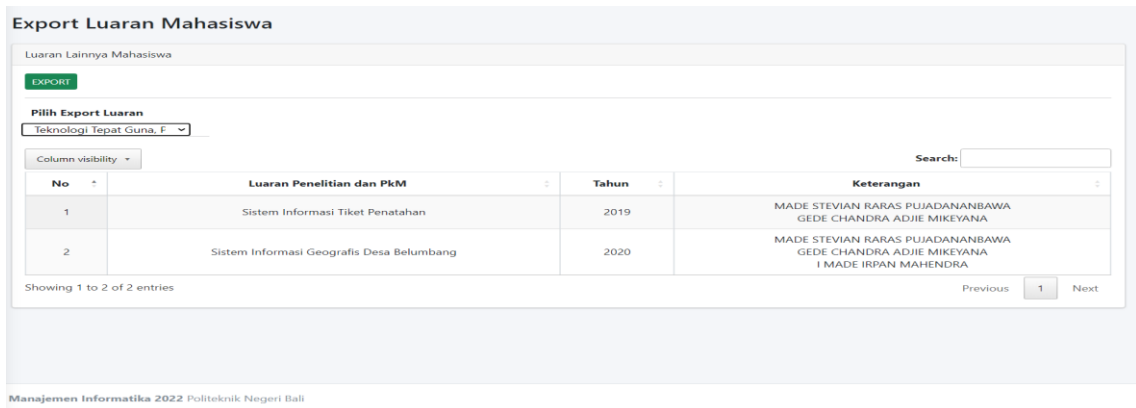 Export Luaran Mahasiswa
Luaran Lainnya Mahasiswa
EXPORT
Pilih Export Luaran
Teknologi Tepat Guna, F
Column visibility
Search:
No Luaran Penelitian dan PkM Tahun Keterangan
1 Sistem Informasi Tiket Penatahan 2019 MADE STEVIAN RARAS PUJADANANBAWA
GEDE CHANDRA ADJIE MIKEYANA
2 Sistem Informasi Geografis Desa Belumbang 2020 MADE STEVIAN RARAS PUJADANANBAWA
GEDE CHANDRA ADJIE MIKEYANA
I MADE IRPAN MAHENDRA
Showing 1 to 2 of 2 entries
Previous 1 Next
Manajemen Informatika 2022 Politeknik Negeri Bali